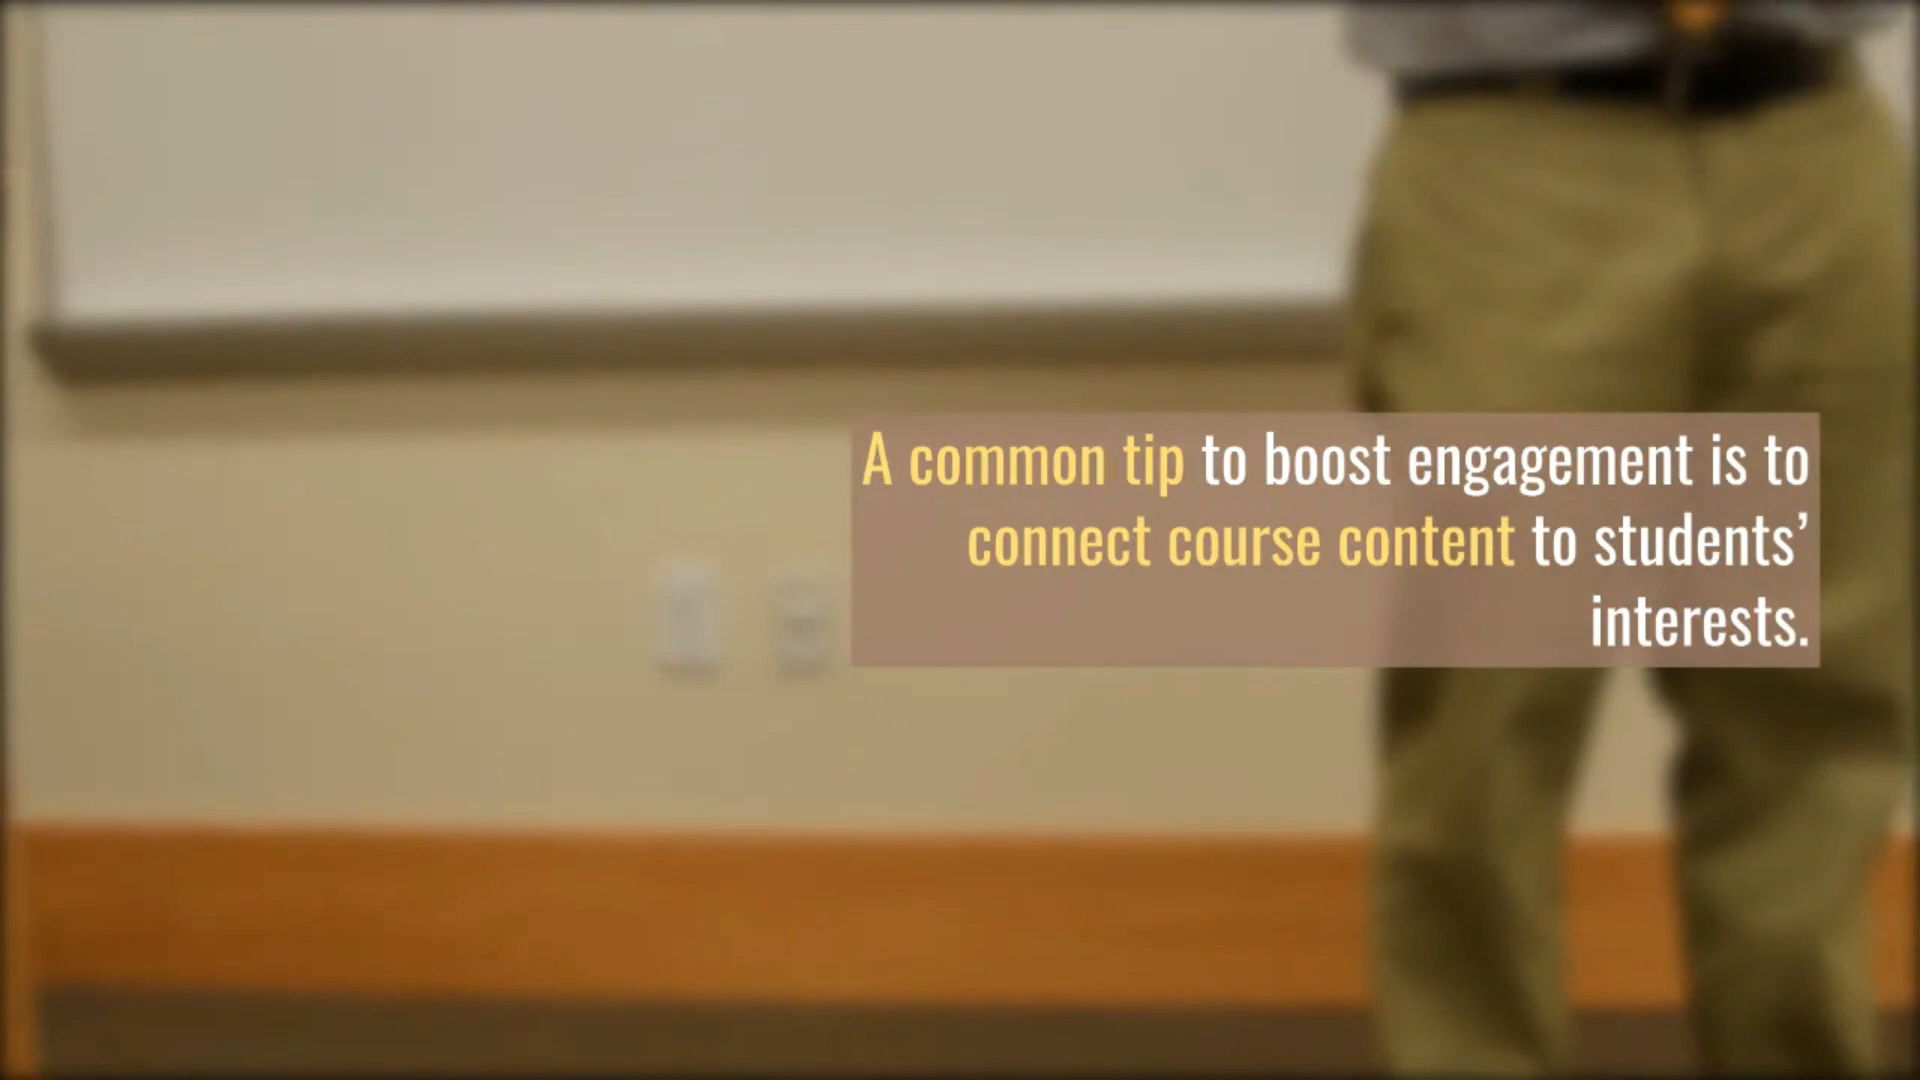 A common tip to boost engagement is to
connect course content to students’
interests.